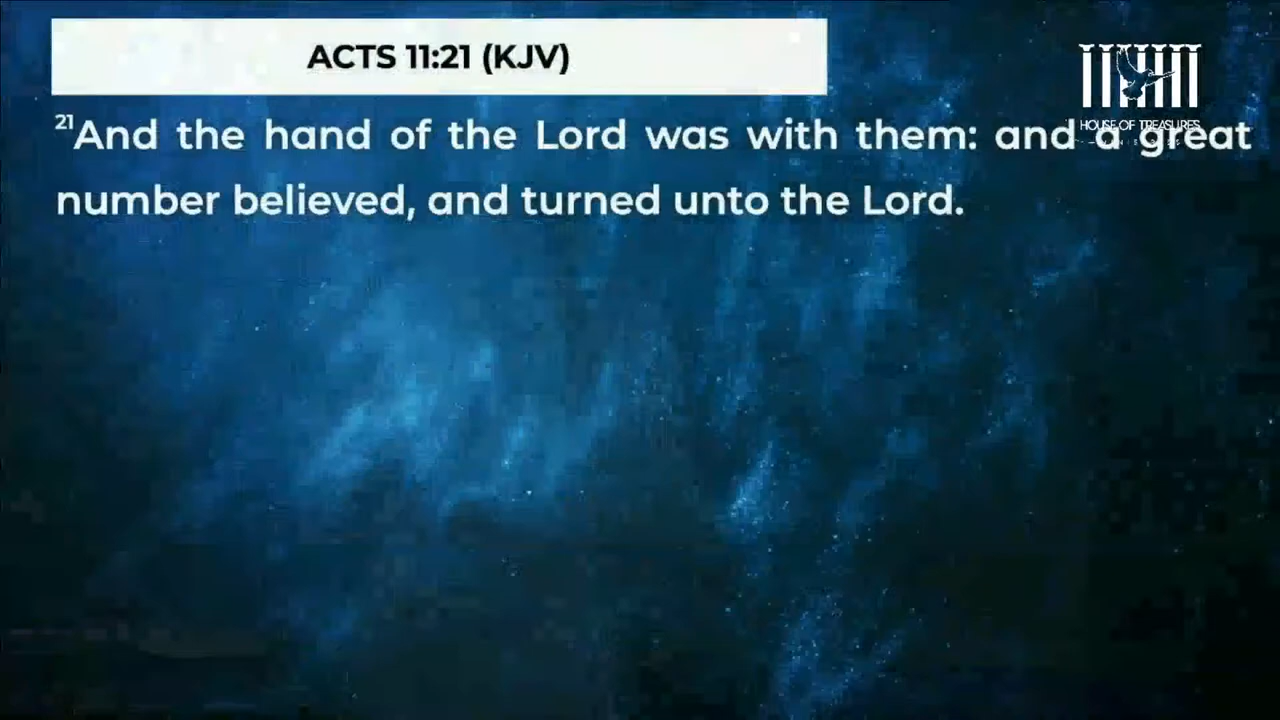 ACTS 11:21 (KJV)
HOUSE OF TREASURES
21And the hand of the Lord was with them: and a great
number believed, and turned unto the Lord.